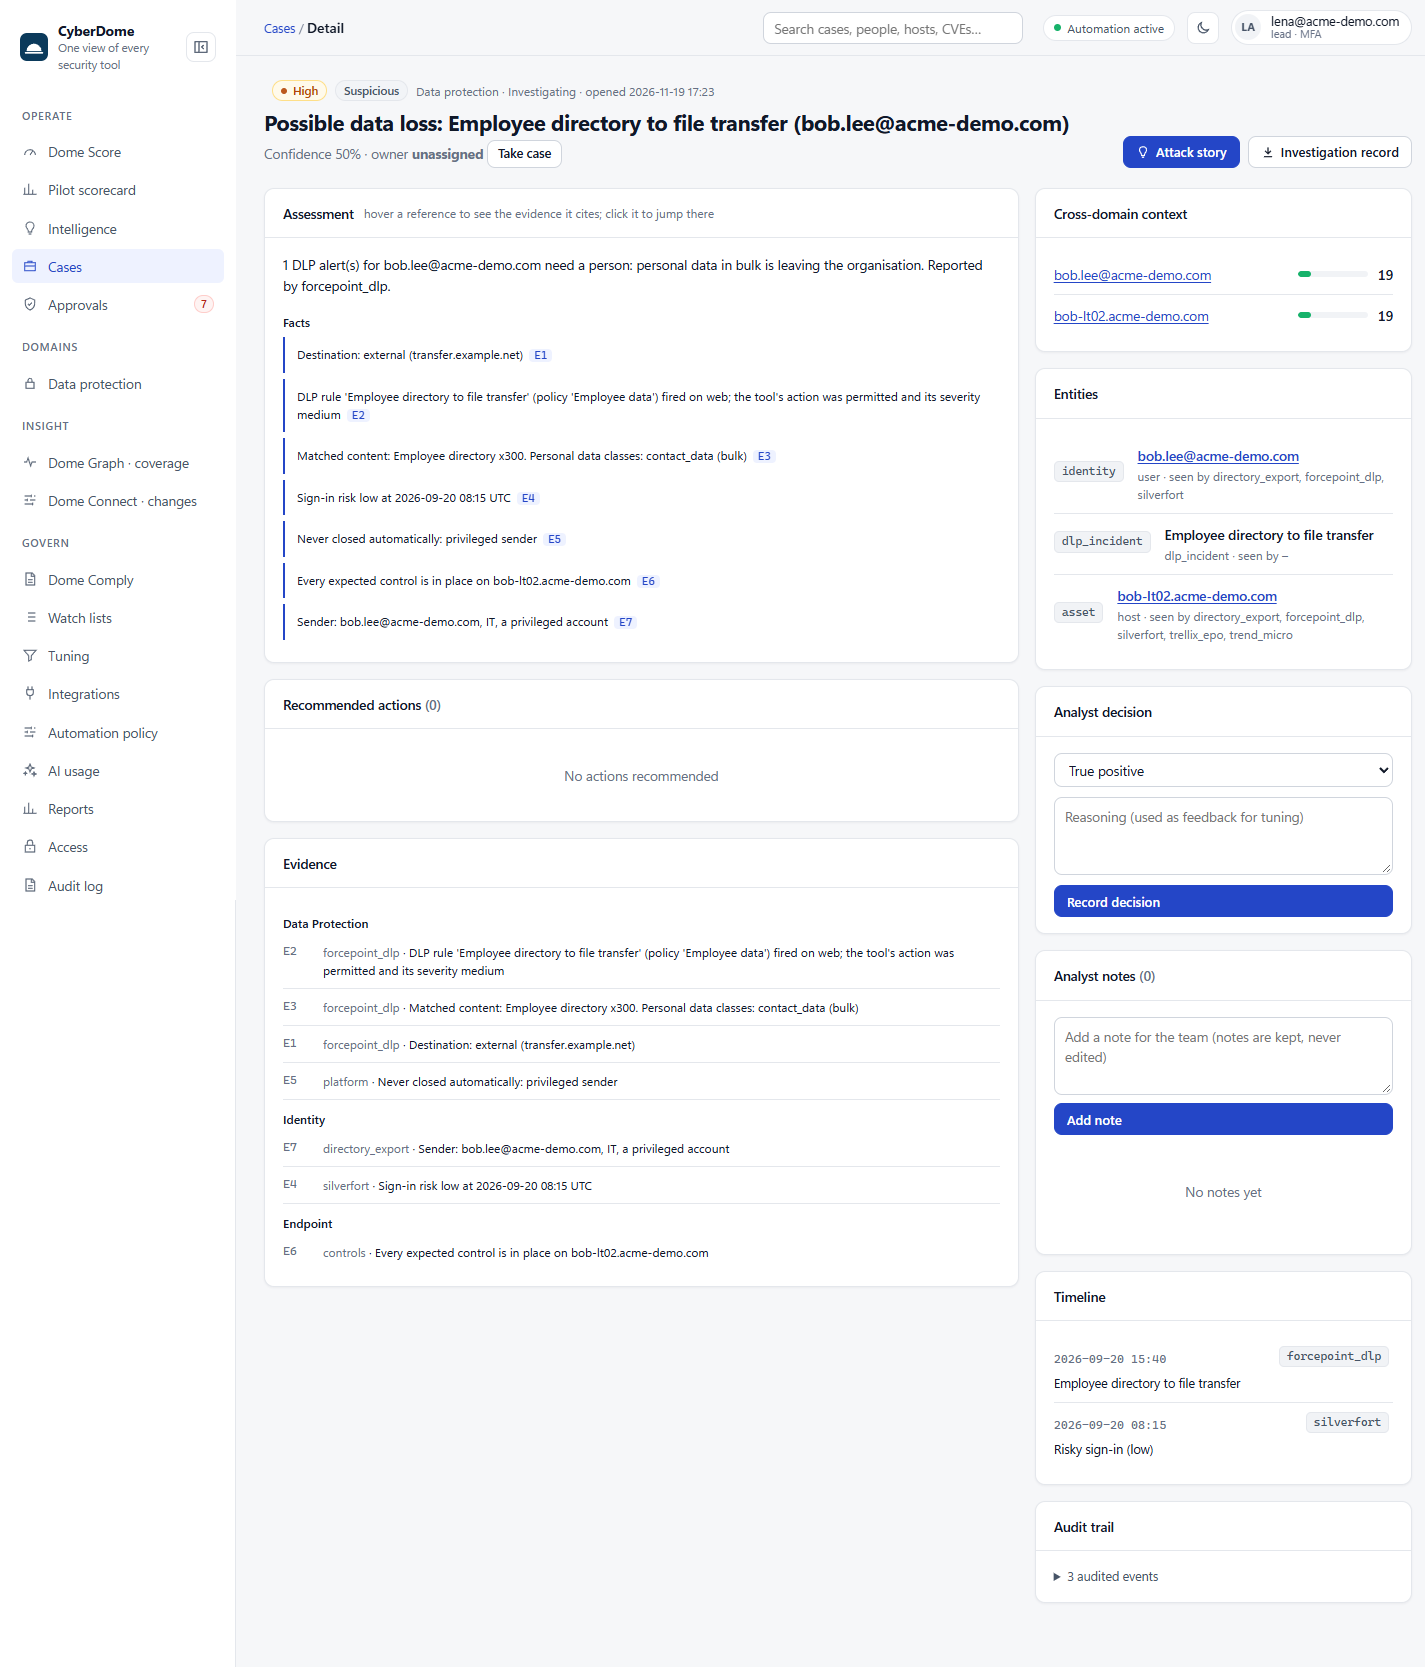 CyberDome
One view of every
security tool
OPERATE
Dome Score
Pilot scorecard
Intelligence
Cases
Approvals
7
DOMAINS
Data protection
INSIGHT
Dome Graph · coverage
Dome Connect · changes
GOVERN
Dome Comply
Watch lists
Tuning
Integrations
Automation policy
AI usage
Reports
Access
Audit log
Cases / Detail
Search cases, people, hosts, CVEs...
Automation active
LA
lena@acme-demo.com
lead · MFA
High
Suspicious
Data protection · Investigating · opened 2026-11-19 17:23
Possible data loss: Employee directory to file transfer (bob.lee@acme-demo.com)
Confidence 50% · owner unassigned
Take case
Attack story
Investigation record
Assessment
hover a reference to see the evidence it cites; click it to jump there
1 DLP alert(s) for bob.lee@acme-demo.com need a person: personal data in bulk is leaving the organisation. Reported
by forcepoint_dlp.
Facts
Destination: external (transfer.example.net) E1
DLP rule 'Employee directory to file transfer' (policy 'Employee data') fired on web; the tool's action was permitted and its severity
medium E2
Matched content: Employee directory x300. Personal data classes: contact_data (bulk) E3
Sign-in risk low at 2026-09-20 08:15 UTC E4
Never closed automatically: privileged sender E5
Every expected control is in place on bob-lt02.acme-demo.com E6
Sender: bob.lee@acme-demo.com, IT, a privileged account E7
Recommended actions (0)
No actions recommended
Evidence
Data Protection
E2 forcepoint_dlp · DLP rule 'Employee directory to file transfer' (policy 'Employee data') fired on web; the tool's action was
permitted and its severity medium
E3 forcepoint_dlp · Matched content: Employee directory x300. Personal data classes: contact_data (bulk)
E1 forcepoint_dlp · Destination: external (transfer.example.net)
E5 platform · Never closed automatically: privileged sender
Identity
E7 directory_export · Sender: bob.lee@acme-demo.com, IT, a privileged account
E4 silverfort · Sign-in risk low at 2026-09-20 08:15 UTC
Endpoint
E6 controls · Every expected control is in place on bob-lt02.acme-demo.com
Cross-domain context
bob.lee@acme-demo.com 19
bob-lt02.acme-demo.com 19
Entities
identity
bob.lee@acme-demo.com
user · seen by directory_export, forcepoint_dlp,
silverfort
dlp_incident
Employee directory to file transfer
dlp_incident · seen by –
asset
bob-lt02.acme-demo.com
host · seen by directory_export, forcepoint_dlp,
silverfort, trellix_epo, trend_micro
Analyst decision
True positive
Reasoning (used as feedback for tuning)
Record decision
Analyst notes (0)
Add a note for the team (notes are kept, never
edited)
Add note
No notes yet
Timeline
2026-09-20 15:40 forcepoint_dlp
Employee directory to file transfer
2026-09-20 08:15 silverfort
Risky sign-in (low)
Audit trail
3 audited events